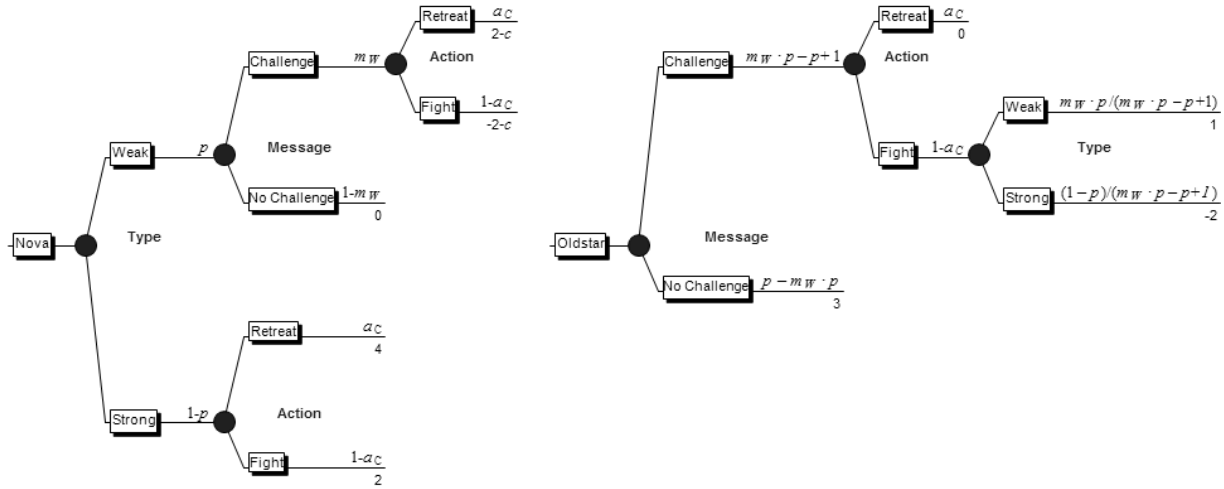 Retreat a_C
2-c
Action
Challenge m_W
Fight 1-a_C
-2-c
Weak p
Message
No Challenge 1-m_W
0
Nova
Type
Retreat a_C
4
Strong 1-p
Action
Fight 1-a_C
2
Retreat a_C
0
Action
Challenge m_W · p - p+1
Weak m_W · p/(m_W · p - p+1)
1
Fight 1-a_C
Type
Strong (1-p)/(m_W · p - p+1)
-2
Oldstar
Message
No Challenge p - m_W · p
3